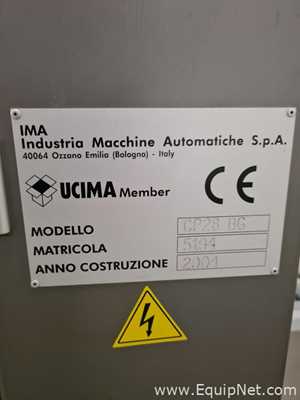 IMA
Industria Macchine Automatiche S.p.A.
40064 Ozzano Emilia (Bologna) - Italy
UCIMA Member CE
MODELLO CP28 BG
MATRICOLA 5194
ANNO COSTRUZIONE 2001
www.EquipNet.com